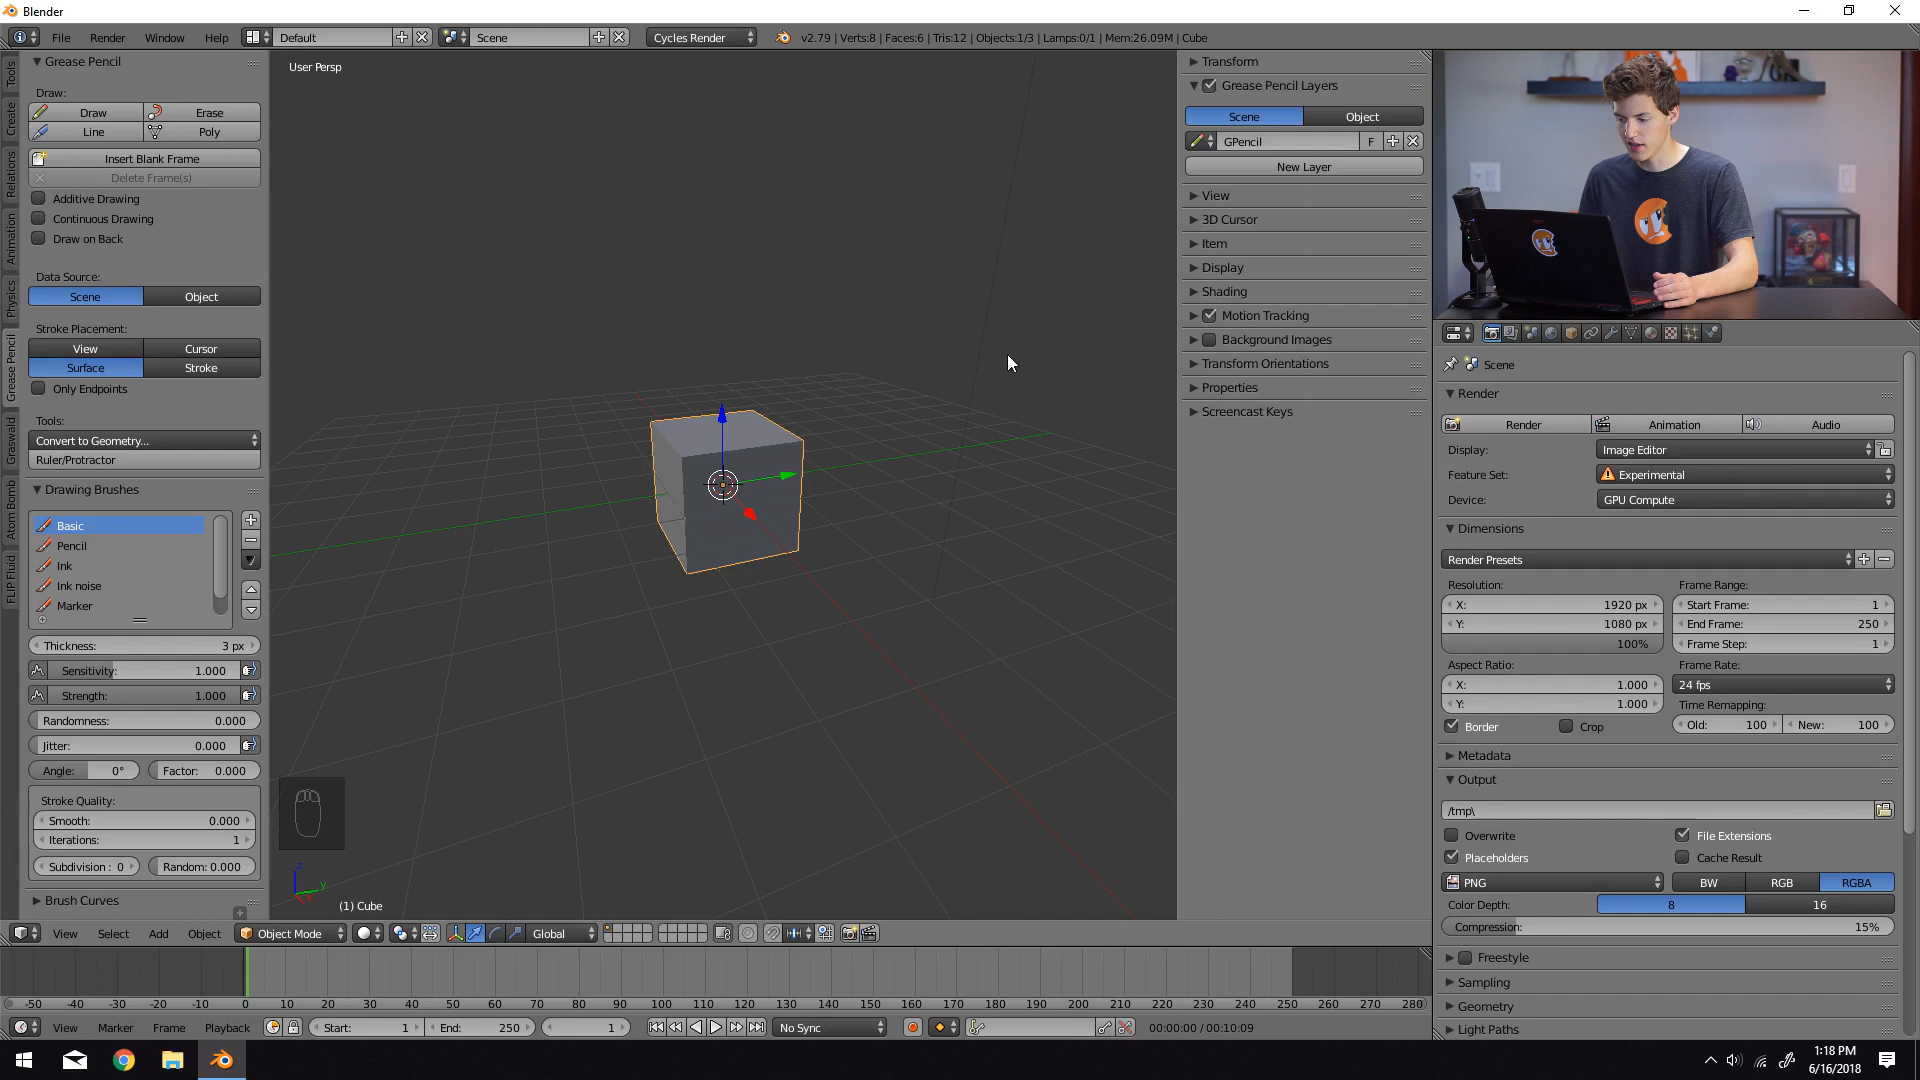 Blender
File Render Window Help Default Scene Cycles Render v2.79 | Verts:8 | Faces:6 | Tris:12 | Objects:1/3 | Lamps:0/1 | Mem:26.09M | Cube
Tools
Create
Relations
Animation
Physics
Grease Pencil
Graswald
Atom Bomb
FLIP Fluid
Grease Pencil
Draw:
Draw Erase
Line Poly
Insert Blank Frame
Delete Frame(s)
Additive Drawing
Continuous Drawing
Draw on Back
Data Source:
Scene Object
Stroke Placement:
View Cursor
Surface Stroke
Only Endpoints
Tools:
Convert to Geometry...
Ruler/Protractor
Drawing Brushes
Basic
Pencil
Ink
Ink noise
Marker
Thickness: 3 px
Sensitivity: 1.000
Strength: 1.000
Randomness: 0.000
Jitter: 0.000
Angle: 0° Factor: 0.000
Stroke Quality:
Smooth: 0.000
Iterations: 1
Subdivision : 0 Random: 0.000
Brush Curves
User Persp
z
y
(1) Cube
Transform
Grease Pencil Layers
Scene Object
GPencil F
New Layer
View
3D Cursor
Item
Display
Shading
Motion Tracking
Background Images
Transform Orientations
Properties
Screencast Keys
Scene
Render
Render Animation Audio
Display: Image Editor
Feature Set: Experimental
Device: GPU Compute
Dimensions
Render Presets
Resolution: Frame Range:
X: 1920 px Start Frame: 1
Y: 1080 px End Frame: 250
100% Frame Step: 1
Aspect Ratio: Frame Rate:
X: 1.000 24 fps
Y: 1.000 Time Remapping:
Border Crop Old: 100 New: 100
Metadata
Output
/tmp\
Overwrite File Extensions
Placeholders Cache Result
PNG BW RGB RGBA
Color Depth: 8 16
Compression: 15%
Freestyle
Sampling
Geometry
Light Paths
View Select Add Object Object Mode Global
-50 -40 -30 -20 -10 0 10 20 30 40 50 60 70 80 90 100 110 120 130 140 150 160 170 180 190 200 210 220 230 240 250 260 270 280
View Marker Frame Playback Start: 1 End: 250 1 No Sync 00:00:00 / 00:10:09
1:18 PM
6/16/2018